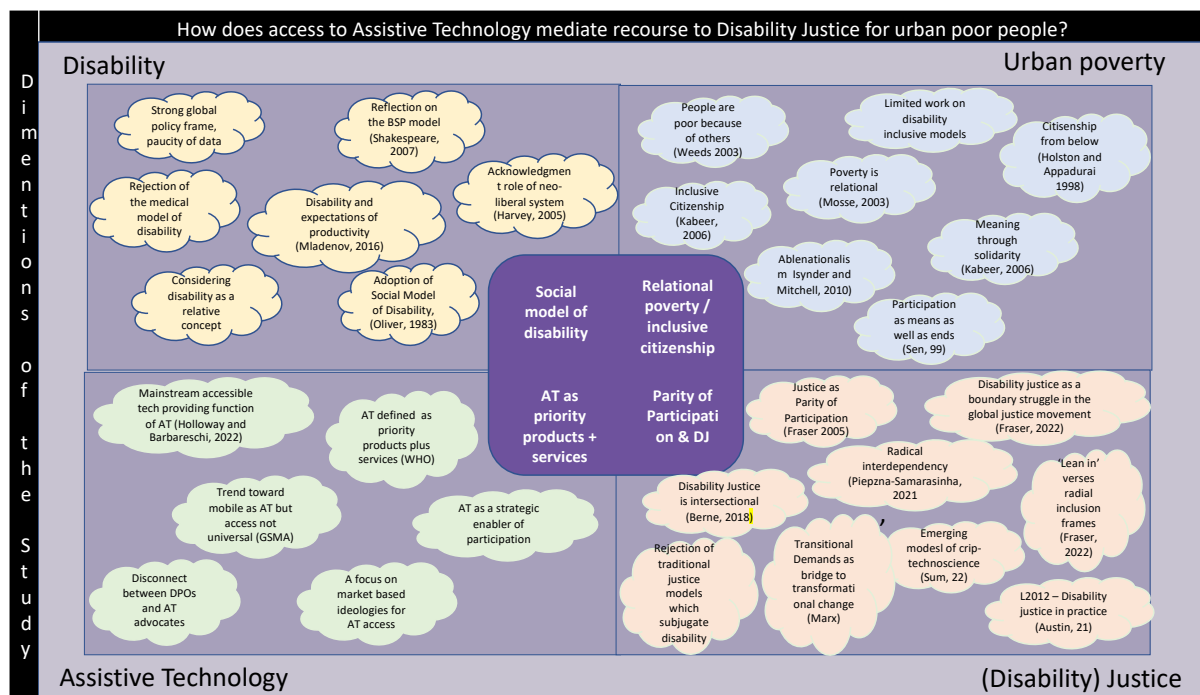 How does access to Assistive Technology mediate recourse to Disability Justice for urban poor people?
Dimentions of the Study
Disability
Strong global
policy frame,
paucity of data
Reflection on
the BSP model
(Shakespeare,
2007)
Rejection of
the medical
model of
disability
Disability and
expectations of
productivity
(Mladenov, 2016)
Acknowledgmen
t role of neo-
liberal system
(Harvey, 2005)
Considering
disability as a
relative
concept
Adoption of
Social Model
of Disability,
(Oliver, 1983)
Urban poverty
People are
poor because
of others
(Weeds 2003)
Limited work on
disability
inclusive models
Citizenship
from below
(Holston and
Appadurai
1998)
Inclusive
Citizenship
(Kabeer,
2006)
Poverty is
relational
(Mosse, 2003)
Meaning
through
solidarity
(Kabeer, 2006)
Ablenationalis
m Isynder and
Mitchell, 2010)
Participation
as means as
well as ends
(Sen, 99)
Social
model of
disability
Relational
poverty /
inclusive
citizenship
AT as
priority
products +
services
Parity of
Participati
on & DJ
Mainstream accessible
tech providing function
of AT (Holloway and
Barbareschi, 2022)
AT defined as
priority
products plus
services (WHO)
Trend toward
mobile as AT but
access not
universal (GSMA)
AT as a strategic
enabler of
participation
Disconnect
between DPOs
and AT
advocates
A focus on
market based
ideologies for
AT access
Assistive Technology
Justice as
Parity of
Participation
(Fraser 2005)
Disability justice as a
boundary struggle in the
global justice movement
(Fraser, 2022)
Radical
interdependency
(Piepzna-Samarasinha,
2021
,
Disability Justice
is intersectional
(Berne, 2018)
‘Lean in’
verses
radial
inclusion
frames
(Fraser,
2022)
Rejection of
traditional
justice
models
which
subjugate
disability
Transitional
Demands as
bridge to
transformati
onal change
(Marx)
Emerging
modesl of crip-
technoscience
(Sum, 22)
L2012 – Disability
justice in practice
(Austin, 21)
(Disability) Justice